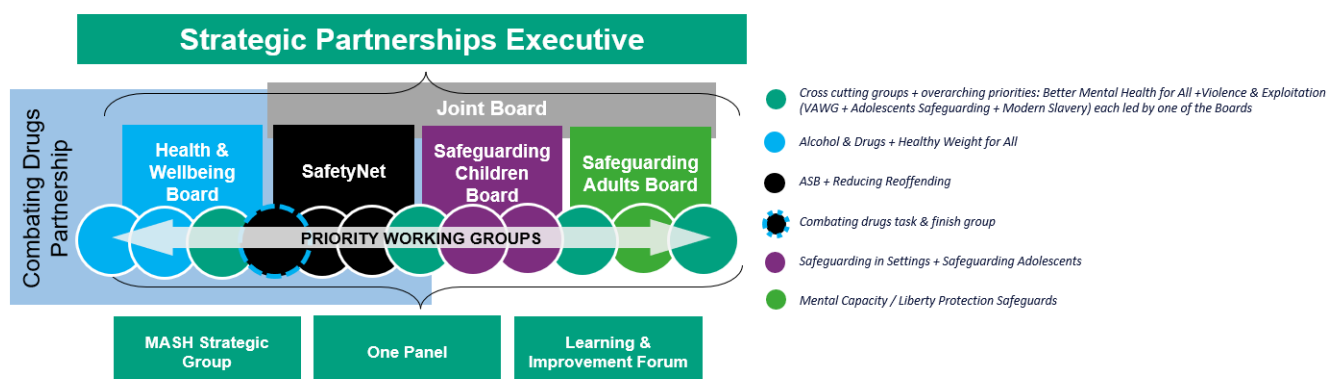 Strategic Partnerships Executive
Combating Drugs
Partnership
Joint Board
Health &
Wellbeing
Board
SafetyNet
Safeguarding
Children
Board
Safeguarding
Adults Board
PRIORITY WORKING GROUPS
MASH Strategic
Group
One Panel
Learning &
Improvement Forum
Cross cutting groups + overarching priorities: Better Mental Health for All +Violence & Exploitation
(VAWG + Adolescents Safeguarding + Modern Slavery) each led by one of the Boards
Alcohol & Drugs + Healthy Weight for All
ASB + Reducing Reoffending
Combating drugs task & finish group
Safeguarding in Settings + Safeguarding Adolescents
Mental Capacity / Liberty Protection Safeguards